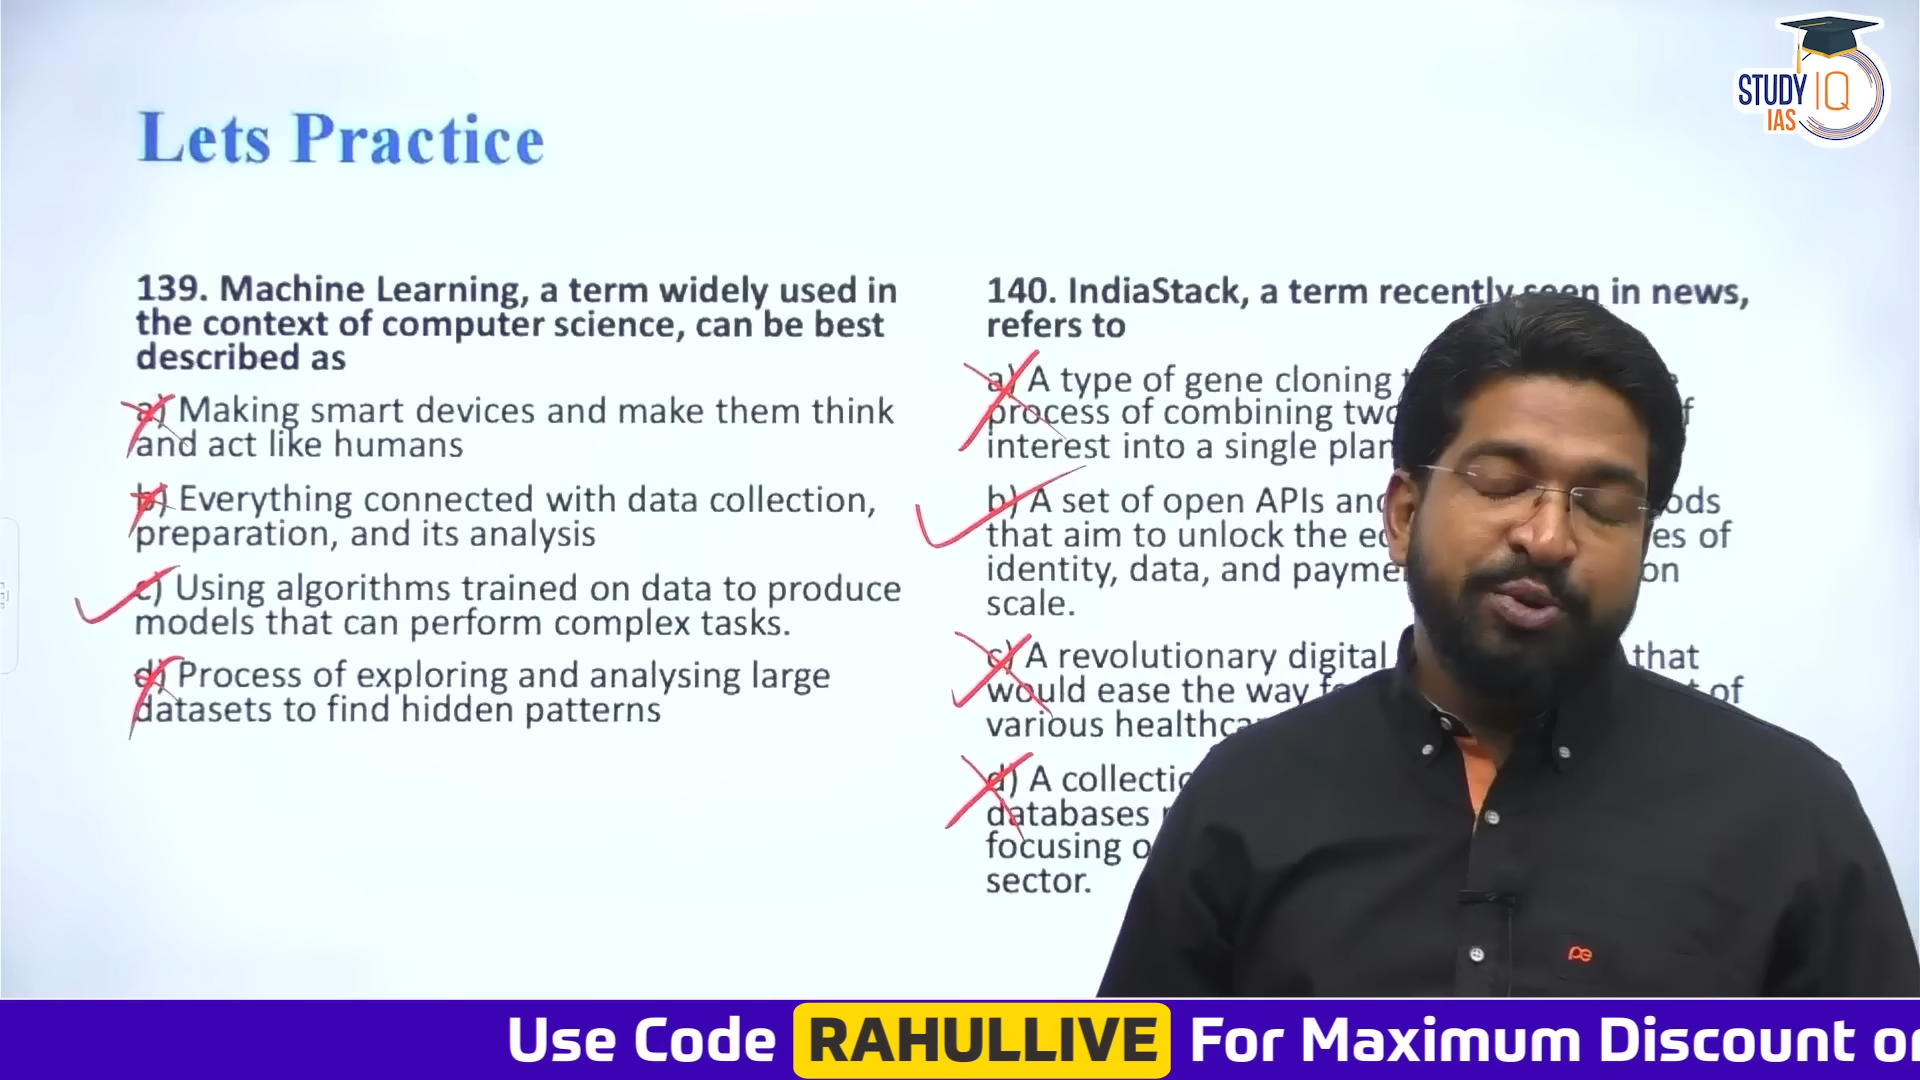 STUDY IQ
IAS
Lets Practice
139. Machine Learning, a term widely used in
the context of computer science, can be best
described as
a) Making smart devices and make them think
and act like humans
b) Everything connected with data collection,
preparation, and its analysis
c) Using algorithms trained on data to produce
models that can perform complex tasks.
d) Process of exploring and analysing large
datasets to find hidden patterns
140. IndiaStack, a term recently seen in news,
refers to
a) A type of gene cloning
process of combining two
interest into a single
b) A set of open APIs and
that aim to unlock the of
identity, data, and on
scale.
c) A revolutionary digital that
would ease the way of
various
d) A
databases
focusing
sector.
pe
Use Code RAHULLIVE For Maximum Discount